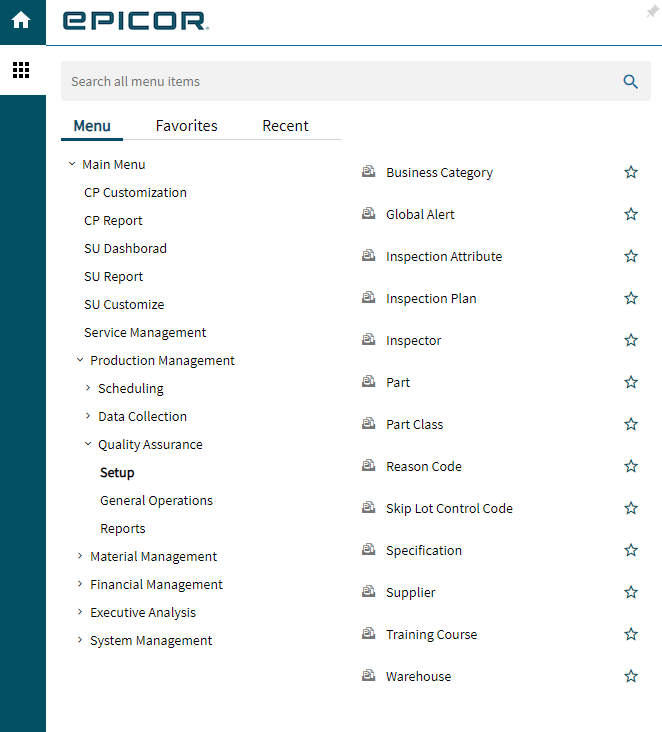 EPICOR
Search all menu items
Menu Favorites Recent
Main Menu
CP Customization
CP Report
SU Dashborad
SU Report
SU Customize
Service Management
Production Management
Scheduling
Data Collection
Quality Assurance
Setup
General Operations
Reports
Material Management
Financial Management
Executive Analysis
System Management
Business Category
Global Alert
Inspection Attribute
Inspection Plan
Inspector
Part
Part Class
Reason Code
Skip Lot Control Code
Specification
Supplier
Training Course
Warehouse